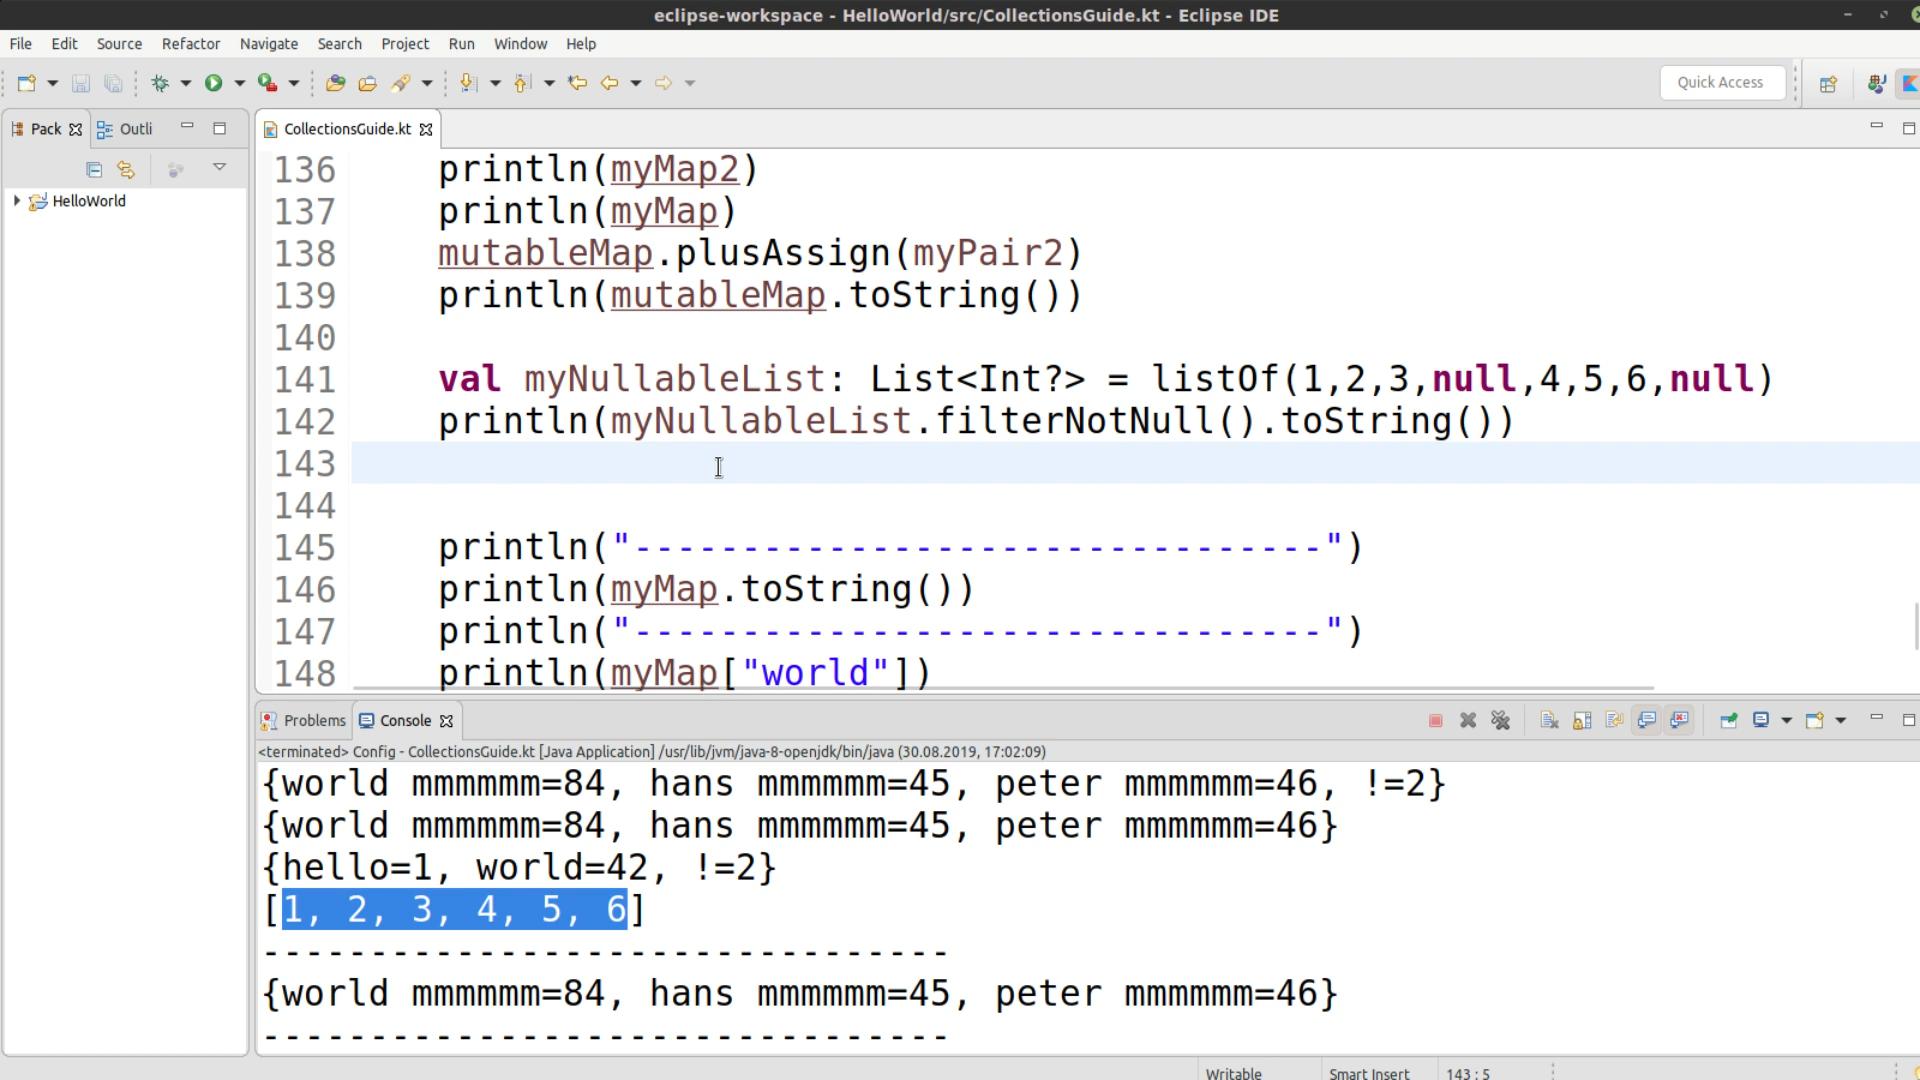 eclipse-workspace - HelloWorld/src/CollectionsGuide.kt - Eclipse IDE
File Edit Source Refactor Navigate Search Project Run Window Help
Quick Access
Pack Outli
CollectionsGuide.kt
HelloWorld
136 println(myMap2)
137 println(myMap)
138 mutableMap.plusAssign(myPair2)
139 println(mutableMap.toString())
140
141 val myNullableList: List<Int?> = listOf(1,2,3,null,4,5,6,null)
142 println(myNullableList.filterNotNull().toString())
143
144
145 println("--------------------------------")
146 println(myMap.toString())
147 println("--------------------------------")
148 println(myMap["world"])
Problems Console
<terminated> Config - CollectionsGuide.kt [Java Application] /usr/lib/jvm/java-8-openjdk/bin/java (30.08.2019, 17:02:09)
{world mmmmmm=84, hans mmmmmm=45, peter mmmmmm=46, !=2}
{world mmmmmm=84, hans mmmmmm=45, peter mmmmmm=46}
{hello=1, world=42, !=2}
[1, 2, 3, 4, 5, 6]
--------------------------------
{world mmmmmm=84, hans mmmmmm=45, peter mmmmmm=46}
--------------------------------
Writable Smart Insert 143 : 5